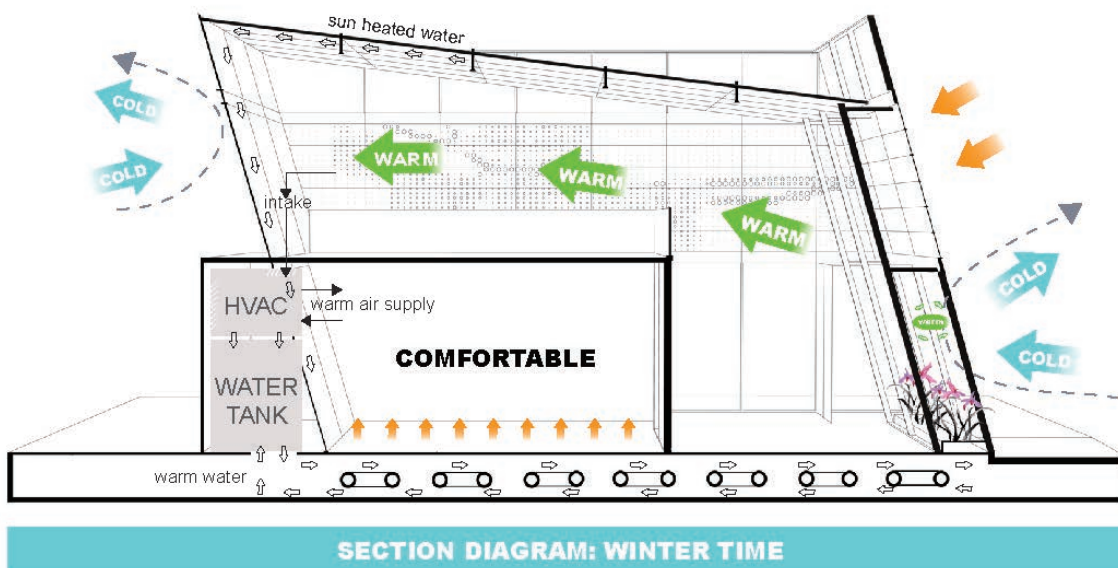 sun heated water
COLD
COLD
WARM
WARM
WARM
intake
HVAC
warm air supply
COMFORTABLE
WATER
TANK
COLD
COLD
warm water
SECTION DIAGRAM: WINTER TIME